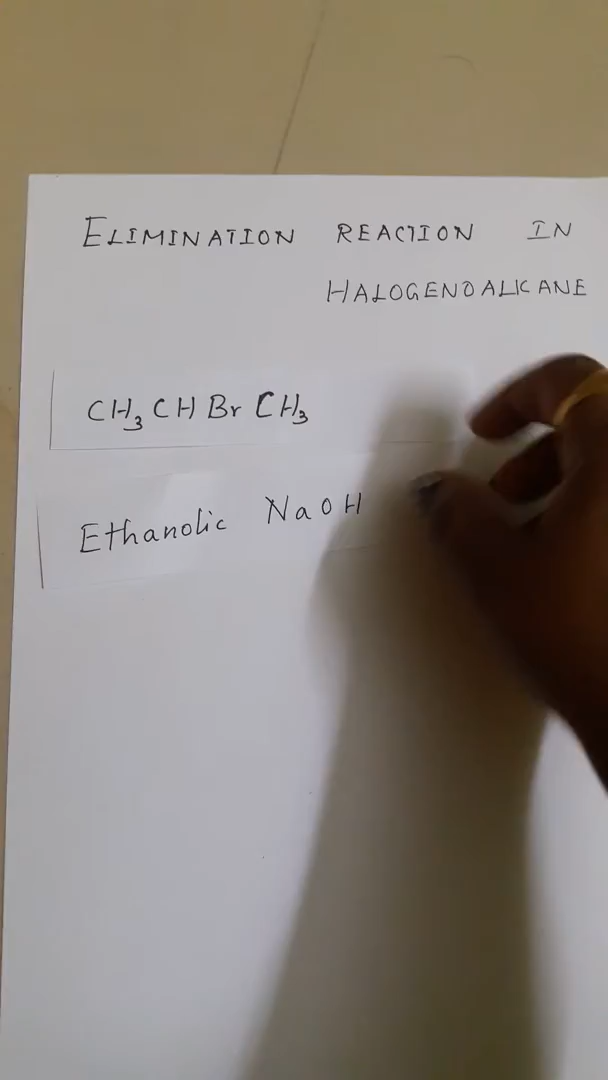 ELIMINATION REACTION IN
HALOGENOALKANE
CH₃CHBrCH₃
Ethanolic NaOH